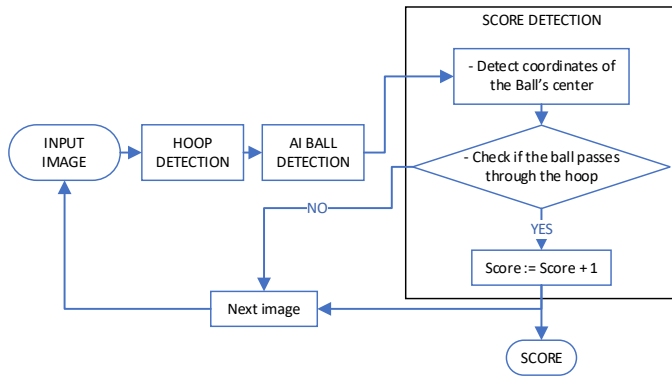 SCORE DETECTION
- Detect coordinates of
the Ball's center
INPUT
IMAGE
HOOP
DETECTION
AI BALL
DETECTION
- Check if the ball passes
through the hoop
NO
YES
Score := Score + 1
Next image
SCORE